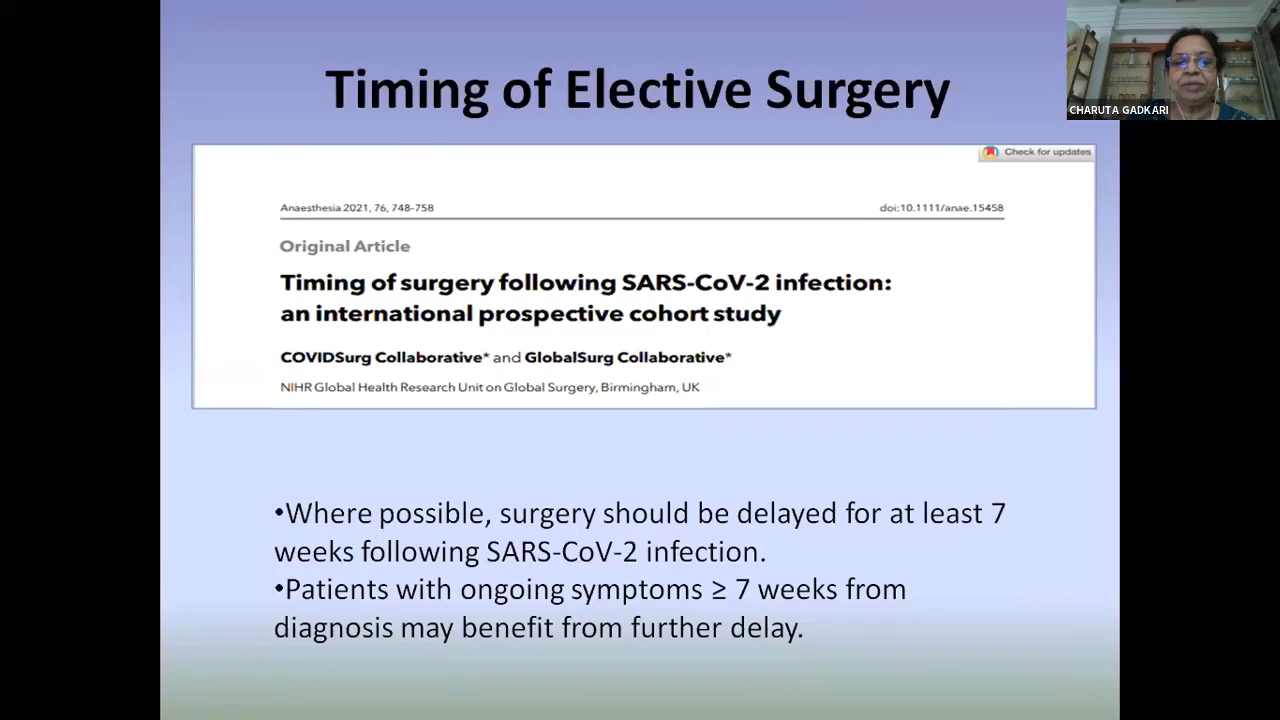 Timing of Elective Surgery
CHARUTA GADKARI
Check for updates
Anaesthesia 2021, 76, 748–758
doi:10.1111/anae.15458
Original Article
Timing of surgery following SARS-CoV-2 infection:
an international prospective cohort study
COVIDSurg Collaborative* and GlobalSurg Collaborative*
NIHR Global Health Research Unit on Global Surgery, Birmingham, UK
•Where possible, surgery should be delayed for at least 7
weeks following SARS-CoV-2 infection.
•Patients with ongoing symptoms ≥ 7 weeks from
diagnosis may benefit from further delay.